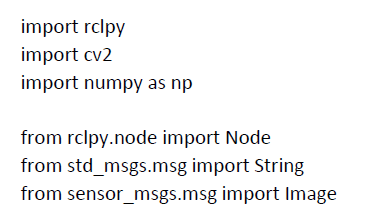 import rclpy
import cv2
import numpy as np
from rclpy.node import Node
from std_msgs.msg import String
from sensor_msgs.msg import Image